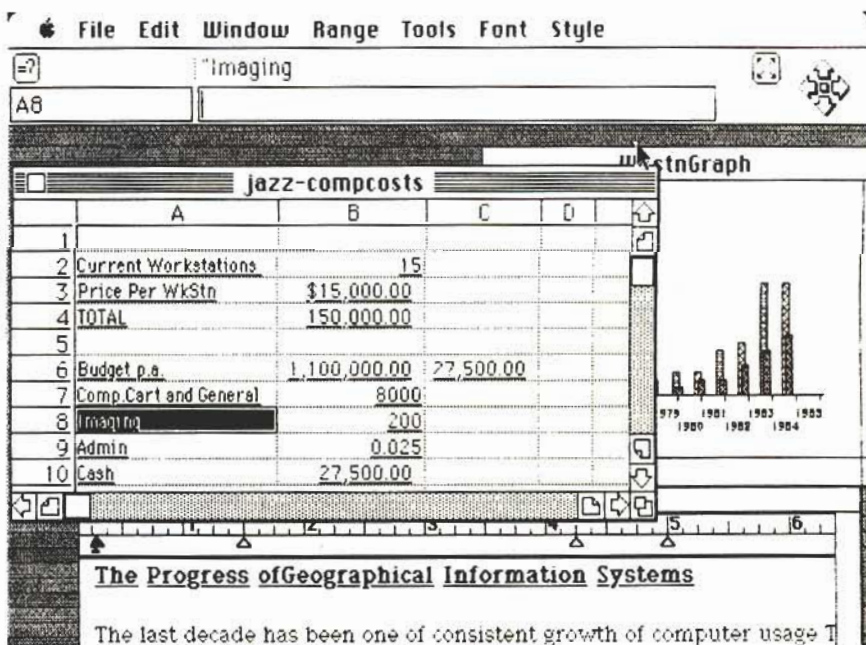 File Edit Window Range Tools Font Style
=? "Imaging
A8
stnGraph
jazz-compcosts
A B C D
1
2 Current Workstations 15
3 Price Per WkStn $15,000.00
4 TOTAL 150,000.00
5
6 Budget p.a. 1,100,000.00 27,500.00
7 Comp.Cart and General 8000
8 Imaging 200
9 Admin 0.025
10 Cash 27,500.00
979 1981 1983 1985
1980 1982 1984
1 2 3 4 5 6
The Progress ofGeographical Information Systems
The last decade has been one of consistent growth of computer usage T